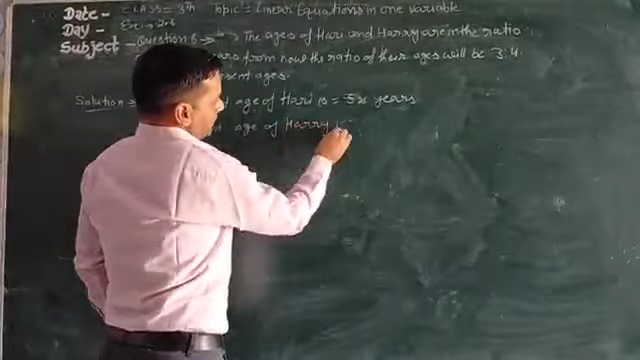 Date - CLASS = 8th Topic = Linear Equations in one variable
Day - Ex → 2.6
Subject - Question 6 → The ages of Hari and Harry are in the ratio
years from now the ratio of their ages will be 3:4.
sent ages.
Solution → age of Hari is = 5x years
age of Harry is